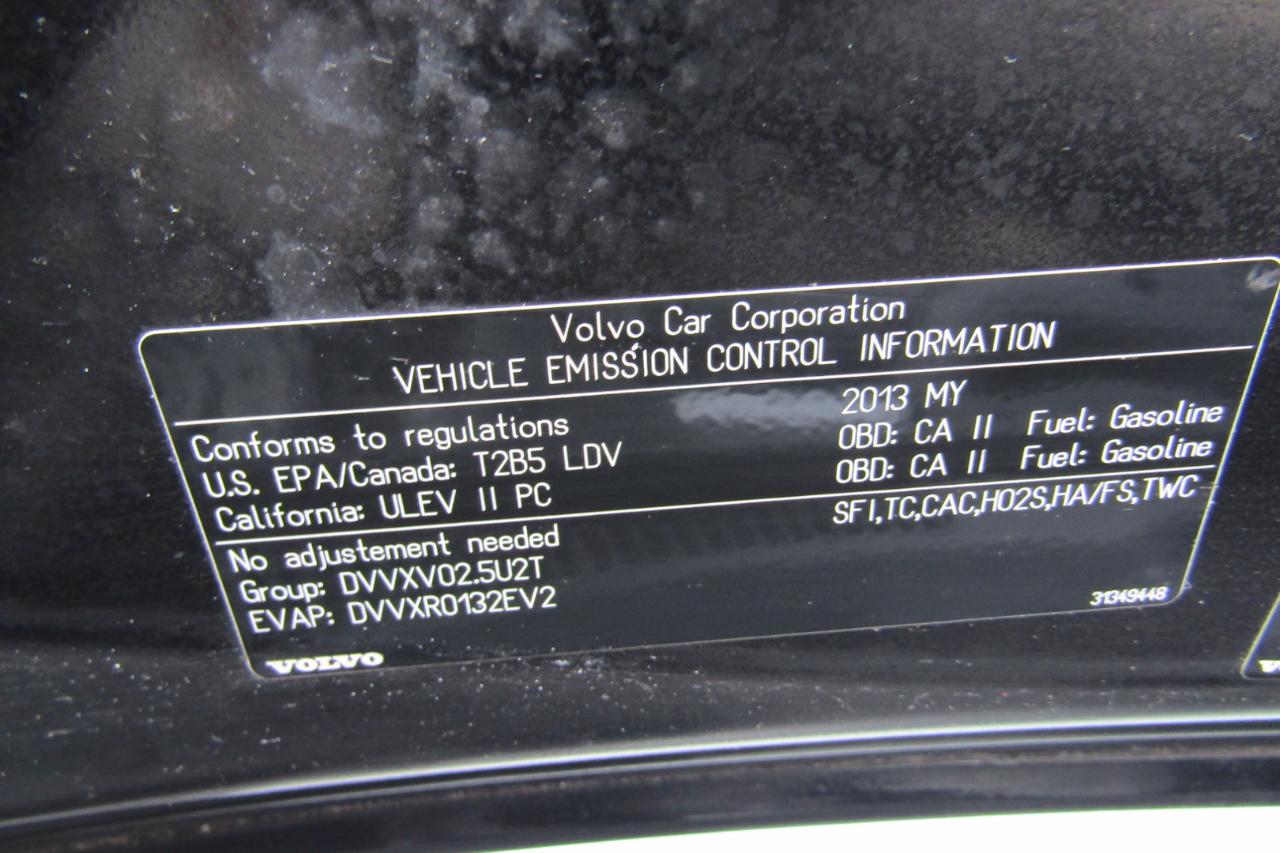 Volvo Car Corporation
VEHICLE EMISSION CONTROL INFORMATION
Conforms to regulations 2013 MY
U.S. EPA/Canada: T2B5 LDV OBD: CA II Fuel: Gasoline
California: ULEV II PC OBD: CA II Fuel: Gasoline
No adjustement needed SFI,TC,CAC,HO2S,HA/FS,TWC
Group: DVVXV02.5U2T
EVAP: DVVXR0132EV2
31349448
VOLVO